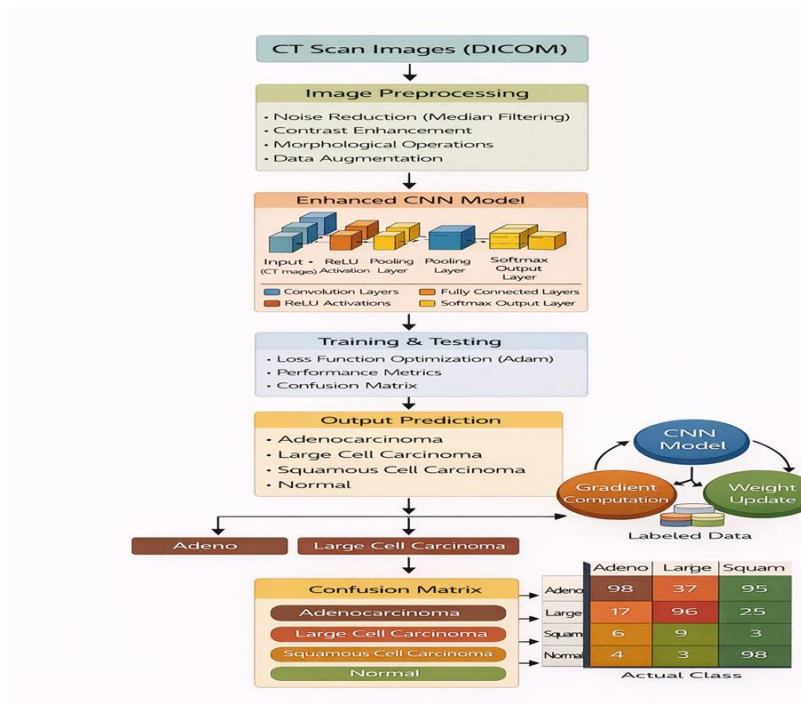 CT Scan Images (DICOM)
Image Preprocessing
• Noise Reduction (Median Filtering)
• Contrast Enhancement
• Morphological Operations
• Data Augmentation
Enhanced CNN Model
Input •
(CT images)
ReLU
Activstion
Pooling
Layer
Pooling
Layer
Softmax
Output
Layer
Convolution Layers
Fully Connected Layers
ReLU Activations
Softmax Output Layer
Training & Testing
• Loss Function Optimization (Adam)
• Performance Metrics
• Confusion Matrix
Output Prediction
• Adenocarcinoma
• Large Cell Carcinoma
• Squamous Cell Carcinoma
• Normal
CNN
Model
Gradient
Computation
Weight
Update
Labeled Data
Adeno
Large Cell Carcinoma
Confusion Matrix
Adenocarcinoma
Large Cell Carcinoma
Squamous Cell Carcinoma
Normal
Adeno Large Squam
Adeno 98 37 95
Large 17 96 25
Squam 6 9 3
Normal 4 3 98
Actual Class